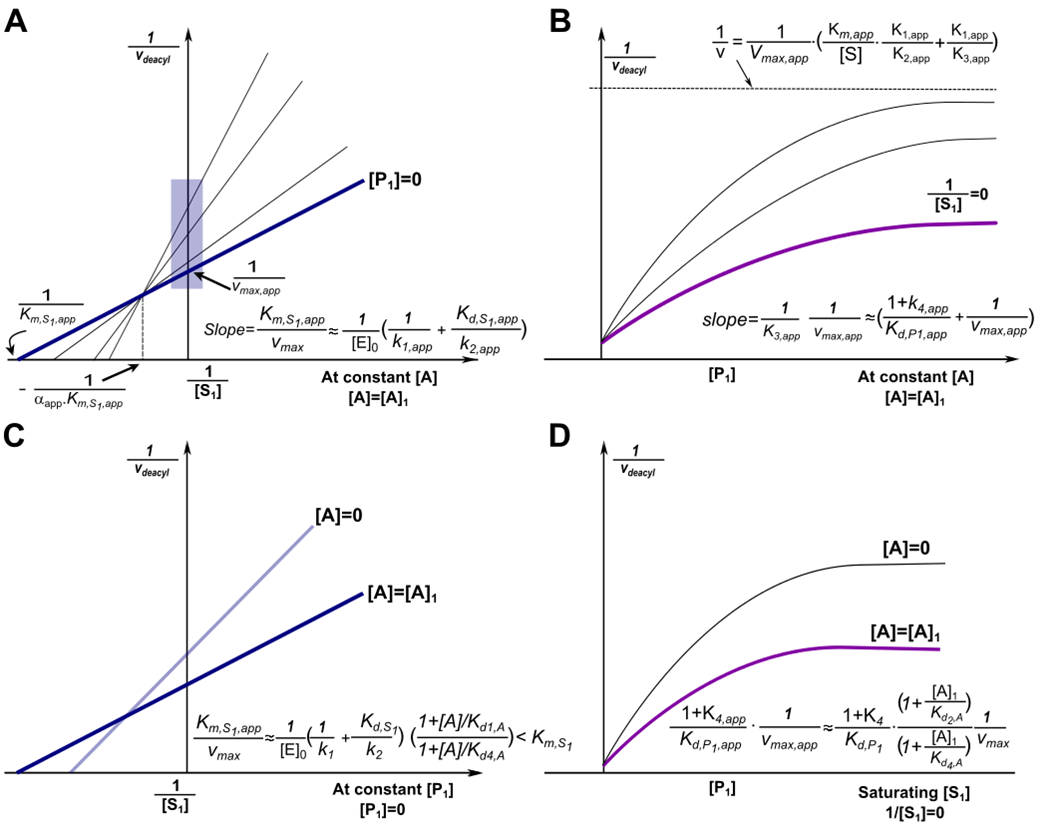 A
1/v_deacyl
[P₁]=0
1/v_max,app
1/K_m,S₁,app
Slope=K_m,S₁,app/v_max≈1/[E]₀(1/k_1,app + K_d,S₁,app/k_2,app)
- 1/α_app.K_m,S₁,app
1/[S₁]
At constant [A]
[A]=[A]₁
B
1/v_deacyl
1/v = 1/V_max,app·(K_m,app/[S]·K_1,app/K_2,app+K_1,app/K_3,app)
1/[S₁]=0
slope=1/K_3,app 1/v_max,app≈(1+k_4,app/K_d,P1,app+1/v_max,app)
[P₁]
At constant [A]
[A]=[A]₁
C
1/v_deacyl
[A]=0
[A]=[A]₁
K_m,S₁,app/v_max≈1/[E]₀(1/k₁+K_d,S₁/k₂)(1+[A]/K_d1,A/1+[A]/K_d4,A)< K_m,S₁
1/[S₁]
At constant [P₁]
[P₁]=0
D
1/v_deacyl
[A]=0
[A]=[A]₁
1+K_4,app/K_d,P₁,app·1/v_max,app≈1+K₄/K_d,P₁·(1+[A]₁/K_d₂,A)/(1+[A]₁/K_d₄,A)1/v_max
[P₁]
Saturating [S₁]
1/[S₁]=0